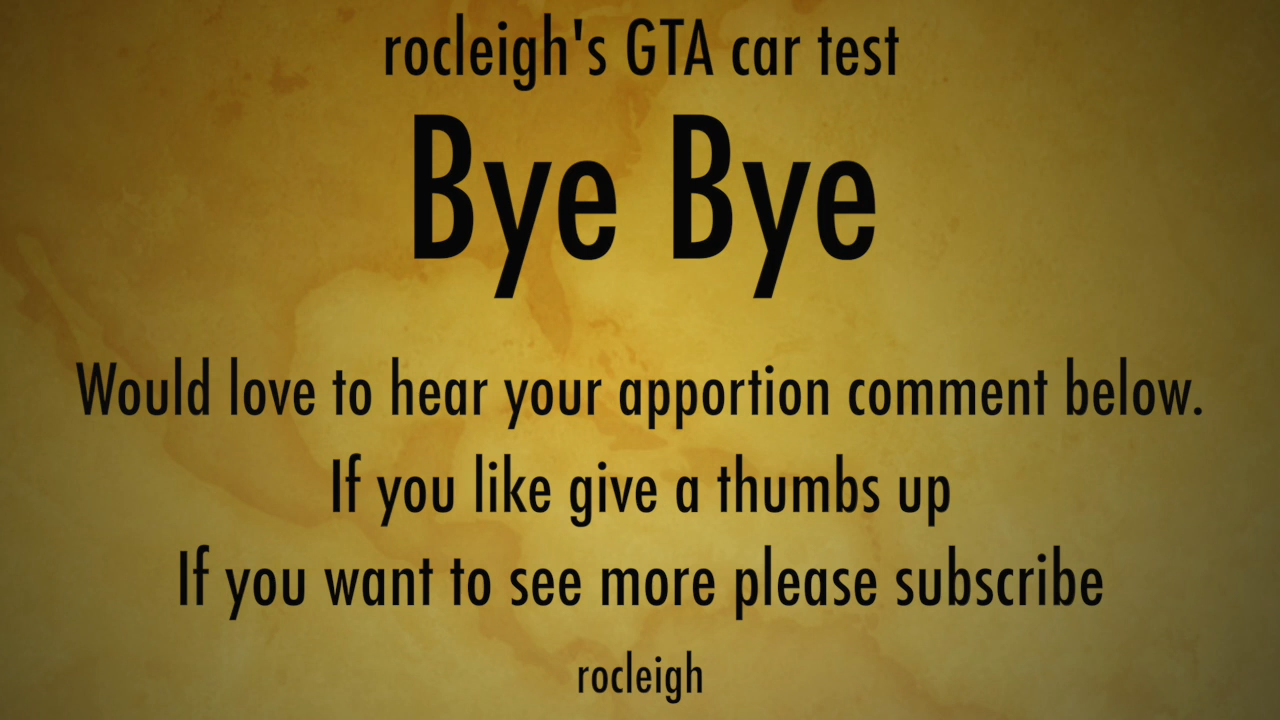 rocleigh's GTA car test
Bye Bye
Would love to hear your apportion comment below.
If you like give a thumbs up
If you want to see more please subscribe
rocleigh